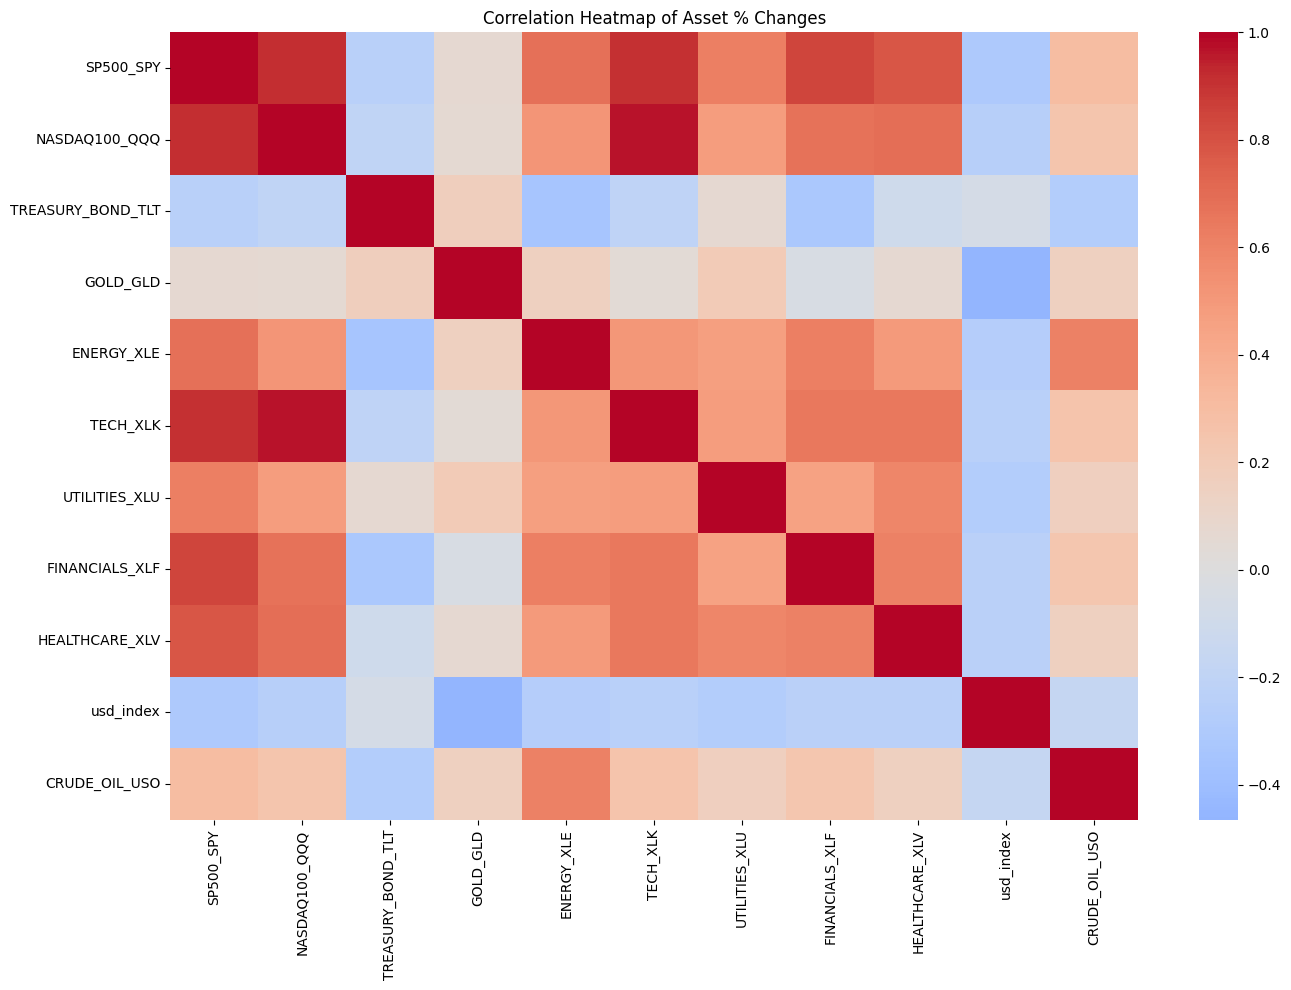 Correlation Heatmap of Asset % Changes
SP500_SPY
NASDAQ100_QQQ
TREASURY_BOND_TLT
GOLD_GLD
ENERGY_XLE
TECH_XLK
UTILITIES_XLU
FINANCIALS_XLF
HEALTHCARE_XLV
usd_index
CRUDE_OIL_USO
SP500_SPY
NASDAQ100_QQQ
TREASURY_BOND_TLT
GOLD_GLD
ENERGY_XLE
TECH_XLK
UTILITIES_XLU
FINANCIALS_XLF
HEALTHCARE_XLV
usd_index
CRUDE_OIL_USO
1.0
0.8
0.6
0.4
0.2
0.0
−0.2
−0.4